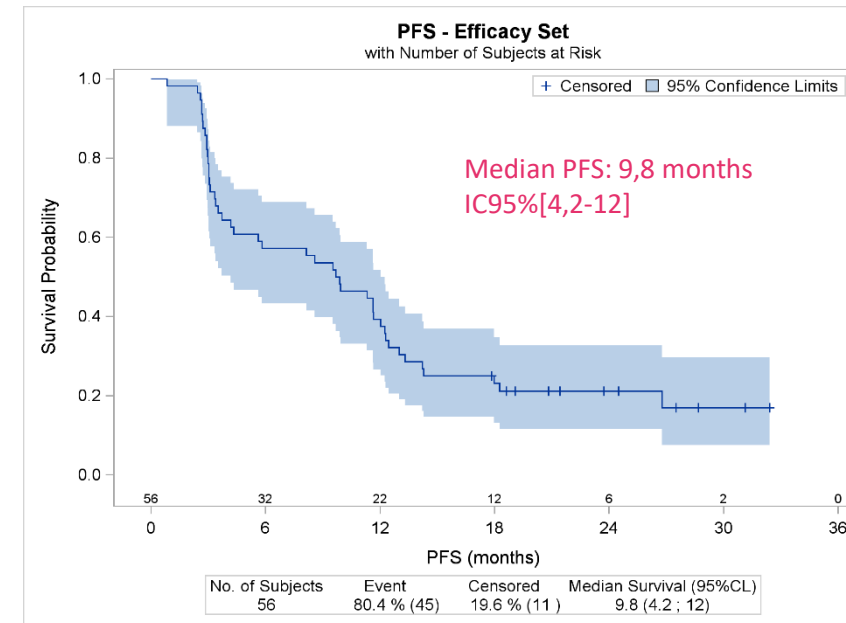 PFS - Efficacy Set
with Number of Subjects at Risk
+ Censored 95% Confidence Limits
Median PFS: 9,8 months
IC95%[4,2-12]
Survival Probability
1.0
0.8
0.6
0.4
0.2
0.0
56 32 22 12 6 2 0
0 6 12 18 24 30 36
PFS (months)
No. of Subjects Event Censored Median Survival (95%CL)
56 80.4 % (45) 19.6 % (11 ) 9.8 (4.2 ; 12)